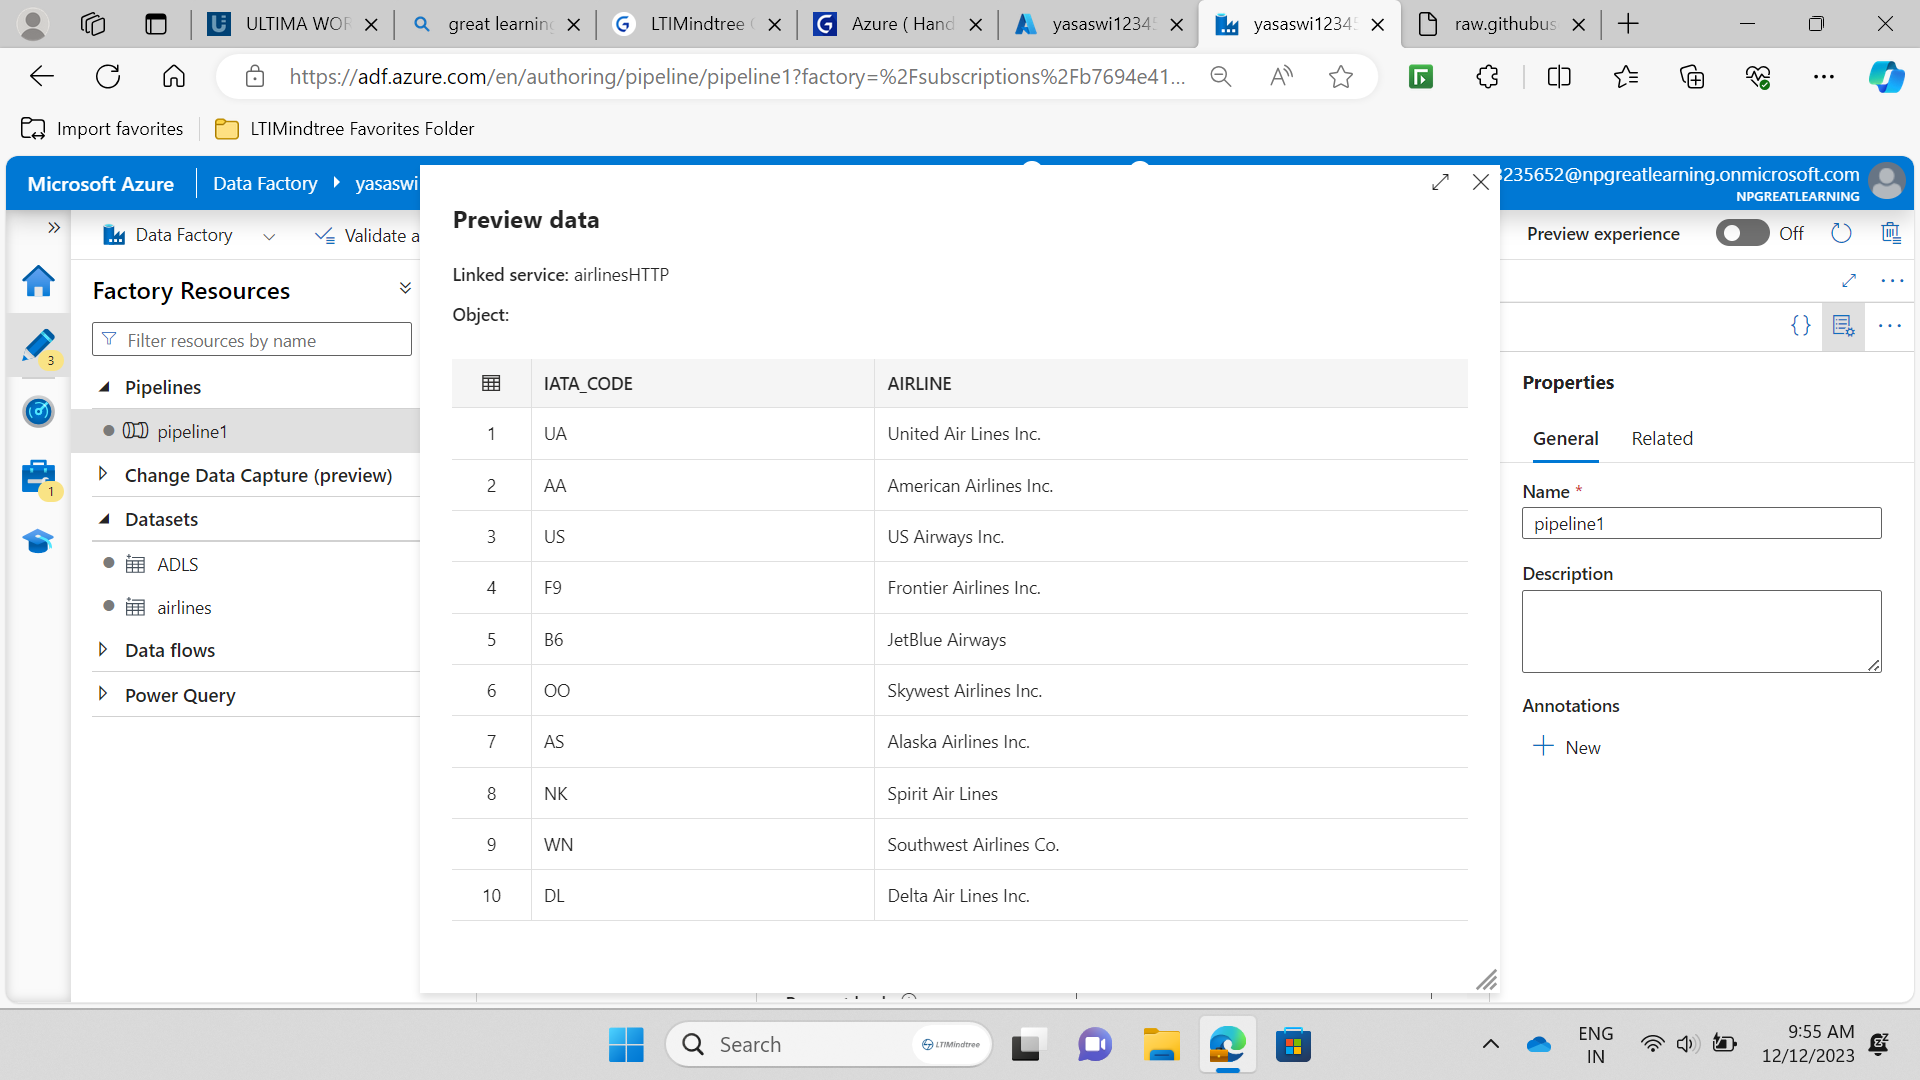 ULTIMA WOR
great learning
LTIMindtree
Azure ( Hand
yasaswi12345
yasaswi12345
raw.githubus
https://adf.azure.com/en/authoring/pipeline/pipeline1?factory=%2Fsubscriptions%2Fb7694e41...
Import favorites
LTIMindtree Favorites Folder
Microsoft Azure
Data Factory
yasaswi
3235652@npgreatlearning.onmicrosoft.com
NPGREATLEARNING
Data Factory
Validate a
Preview experience
Off
Factory Resources
Filter resources by name
3
Pipelines
pipeline1
Change Data Capture (preview)
1
Datasets
ADLS
airlines
Data flows
Power Query
Preview data
Linked service: airlinesHTTP
Object:
IATA_CODE AIRLINE
1 UA United Air Lines Inc.
2 AA American Airlines Inc.
3 US US Airways Inc.
4 F9 Frontier Airlines Inc.
5 B6 JetBlue Airways
6 OO Skywest Airlines Inc.
7 AS Alaska Airlines Inc.
8 NK Spirit Air Lines
9 WN Southwest Airlines Co.
10 DL Delta Air Lines Inc.
Properties
General Related
Name *
pipeline1
Description
Annotations
New
Search
LTIMindtree
ENG
IN
9:55 AM
12/12/2023